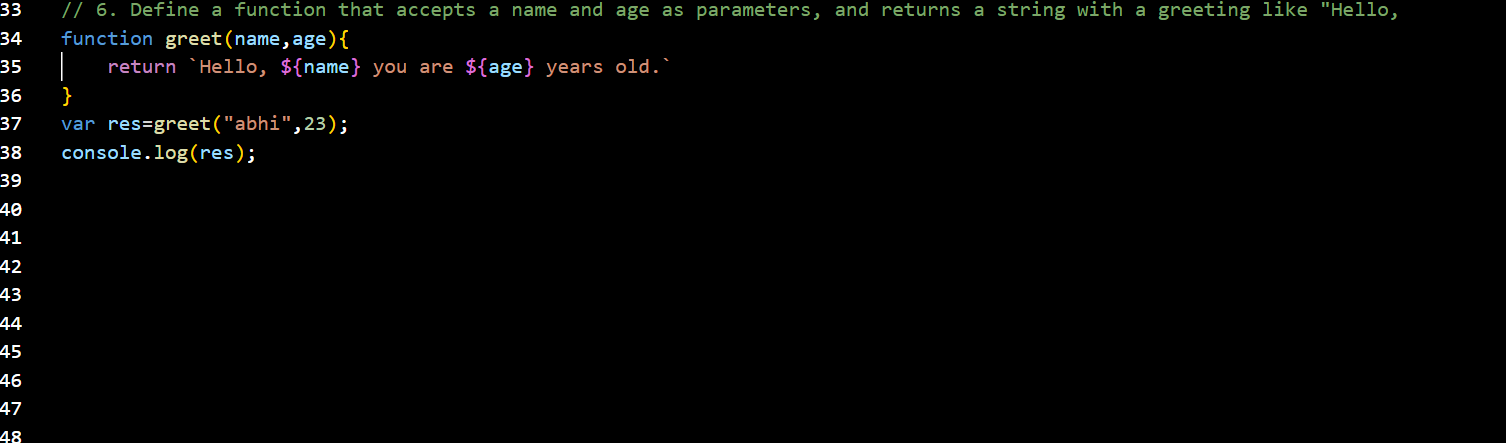 33 // 6. Define a function that accepts a name and age as parameters, and returns a string with a greeting like "Hello,
34 function greet(name,age){
35     return `Hello, ${name} you are ${age} years old.`
36 }
37 var res=greet("abhi",23);
38 console.log(res);
39
40
41
42
43
44
45
46
47
48